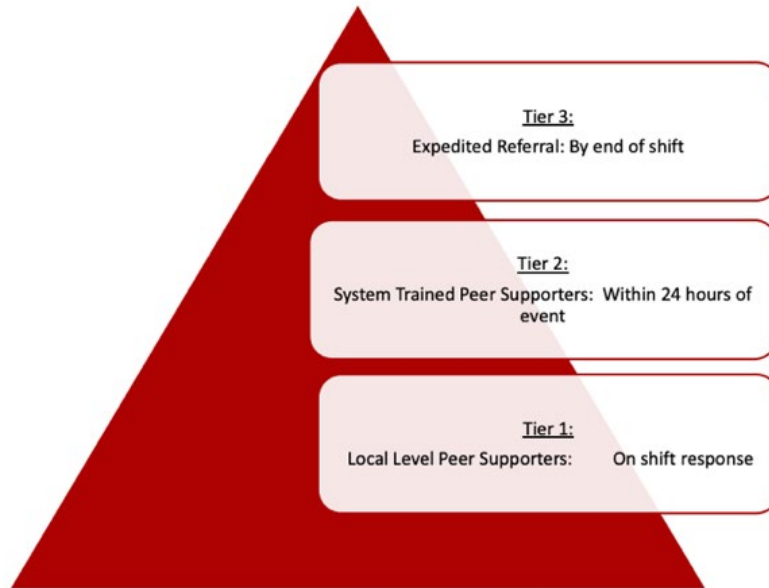 Tier 3:
Expedited Referral: By end of shift
Tier 2:
System Trained Peer Supporters:  Within 24 hours of
event
Tier 1:
Local Level Peer Supporters:        On shift response